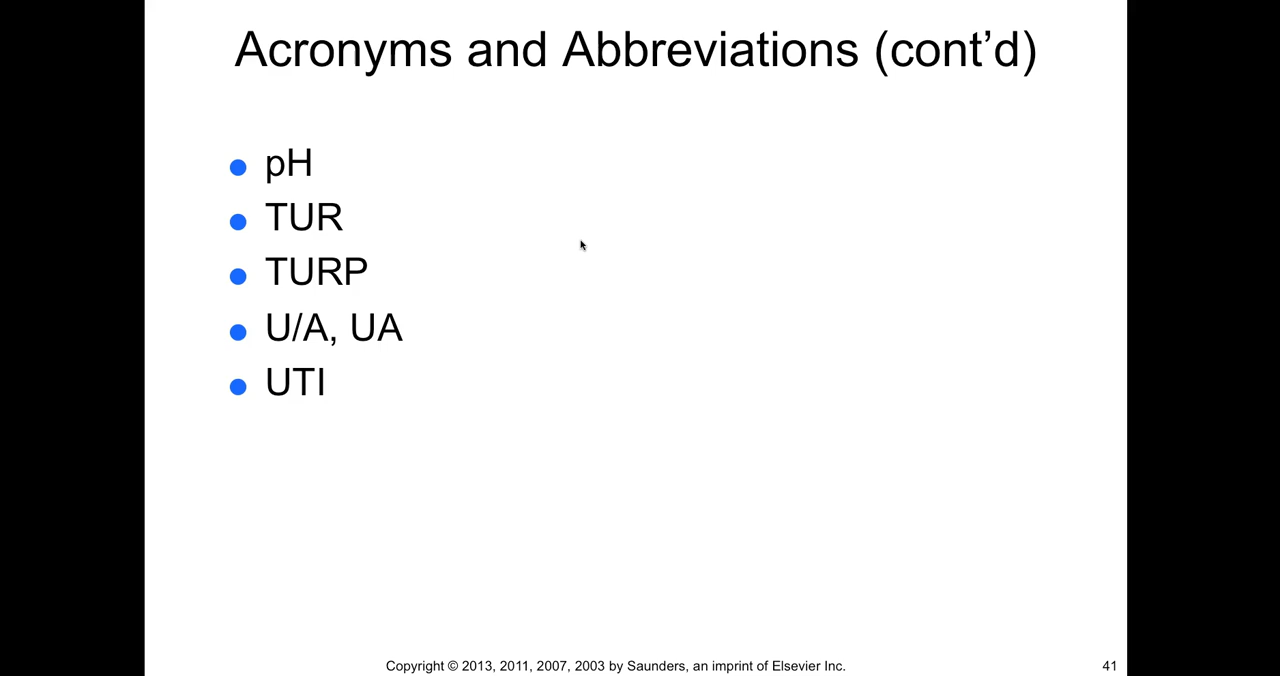 Acronyms and Abbreviations (cont’d)
pH
TUR
TURP
U/A, UA
UTI
Copyright © 2013, 2011, 2007, 2003 by Saunders, an imprint of Elsevier Inc.
41